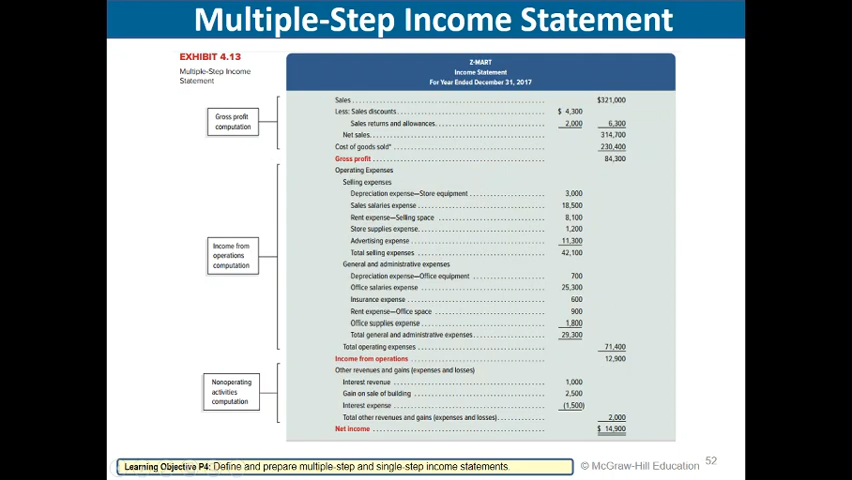 Multiple-Step Income Statement
EXHIBIT 4.13
Multiple-Step Income
Statement
Z-MART
Income Statement
For Year Ended December 31, 2017
Gross profit
computation
Sales $321,000
Less: Sales discounts $ 4,300
Sales returns and allowances 2,000 6,300
Net sales 314,700
Cost of goods sold* 230,400
Gross profit 84,300
Income from
operations
computation
Operating Expenses
Selling expenses
Depreciation expense—Store equipment 3,000
Sales salaries expense 18,500
Rent expense—Selling space 8,100
Store supplies expense 1,200
Advertising expense 11,300
Total selling expenses 42,100
General and administrative expenses
Depreciation expense—Office equipment 700
Office salaries expense 25,300
Insurance expense 600
Rent expense—Office space 900
Office supplies expense 1,800
Total general and administrative expenses 29,300
Total operating expenses 71,400
Income from operations 12,900
Nonoperating
activities
computation
Other revenues and gains (expenses and losses)
Interest revenue 1,000
Gain on sale of building 2,500
Interest expense (1,500)
Total other revenues and gains (expenses and losses) 2,000
Net income $ 14,900
Learning Objective P4: Define and prepare multiple-step and single-step income statements.
© McGraw-Hill Education
52